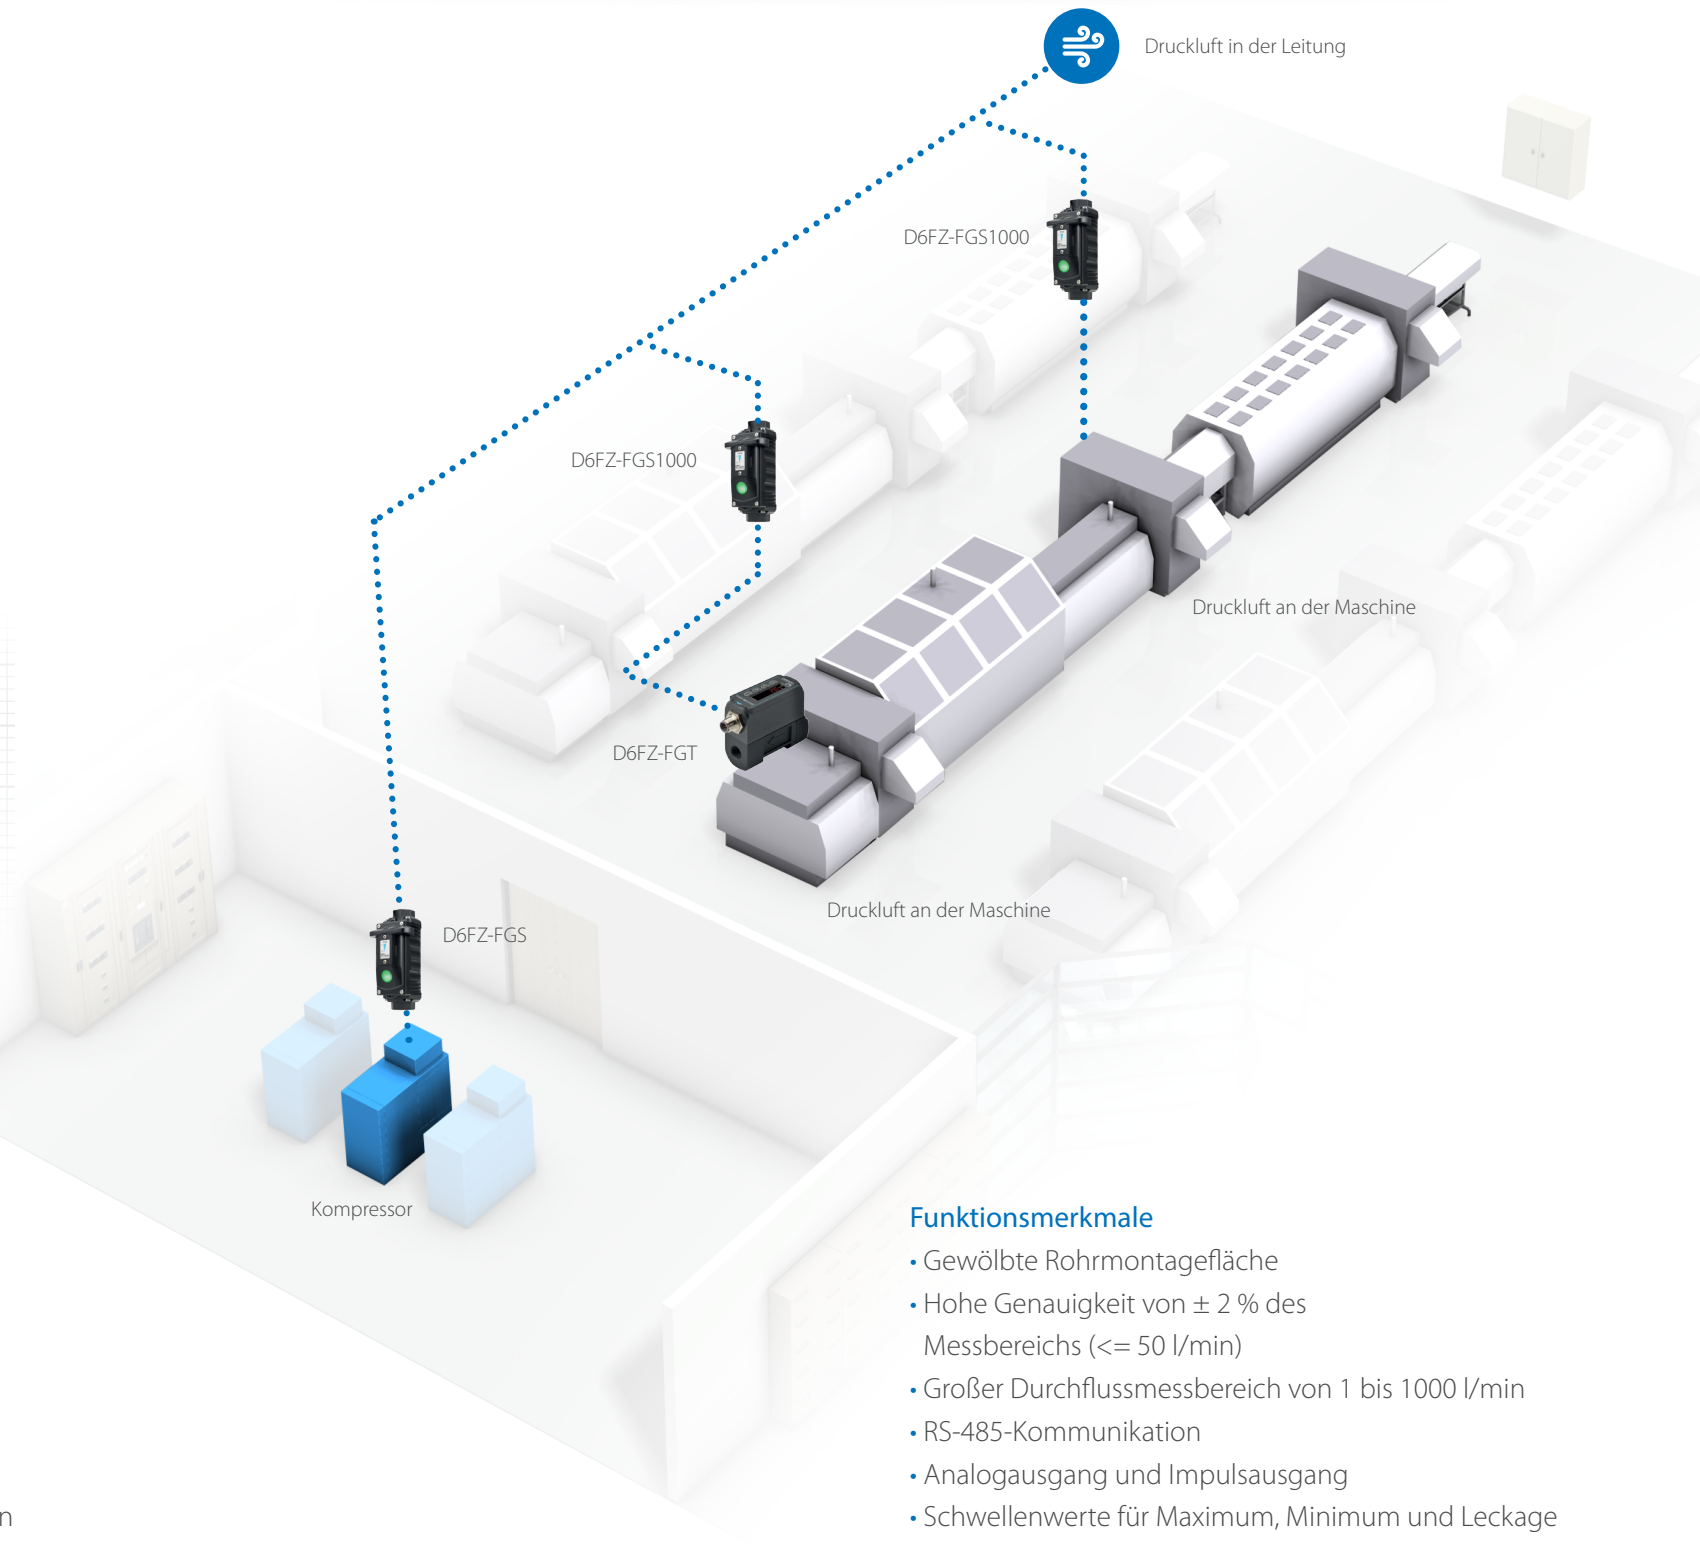 Druckluft in der Leitung
D6FZ-FGS1000
D6FZ-FGS1000
Druckluft an der Maschine
D6FZ-FGT
Druckluft an der Maschine
D6FZ-FGS
Kompressor
Funktionsmerkmale
• Gewölbte Rohrmontagefläche
• Hohe Genauigkeit von ± 2 % des
Messbereichs (<= 50 l/min)
• Großer Durchflussmessbereich von 1 bis 1000 l/min
• RS-485-Kommunikation
• Analogausgang und Impulsausgang
• Schwellenwerte für Maximum, Minimum und Leckage